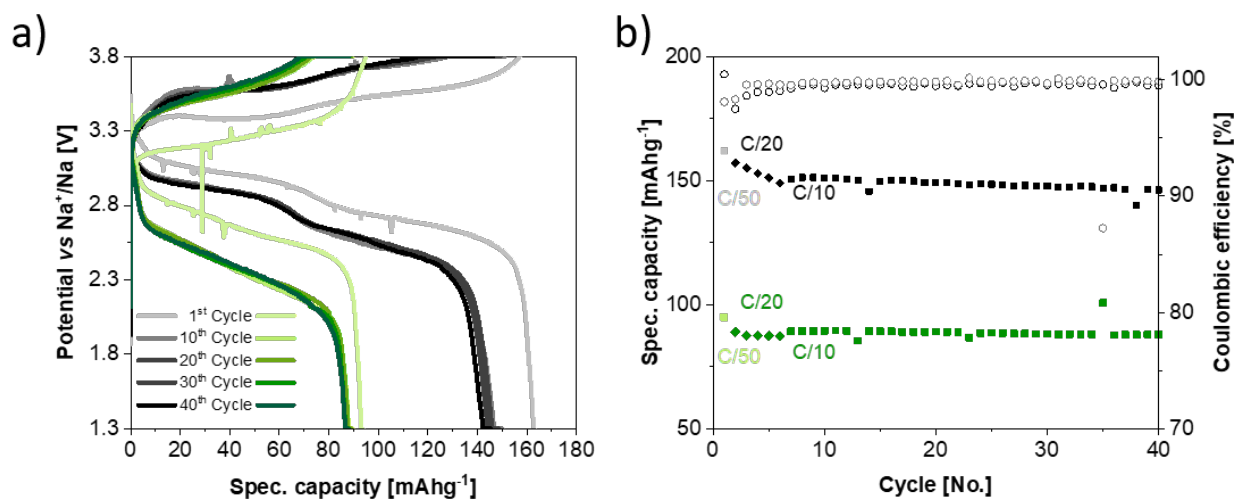 a)
Potential vs Na⁺/Na [V]
3.8
3.3
2.8
2.3
1.8
1.3
1st Cycle
10th Cycle
20th Cycle
30th Cycle
40th Cycle
0 20 40 60 80 100 120 140 160 180
Spec. capacity [mAhg⁻¹]
b)
Spec. capacity [mAhg⁻¹]
200
150
100
50
C/20
C/50
C/10
C/20
C/50
C/10
100
90
80
70
Coulombic efficiency [%]
0 10 20 30 40
Cycle [No.]